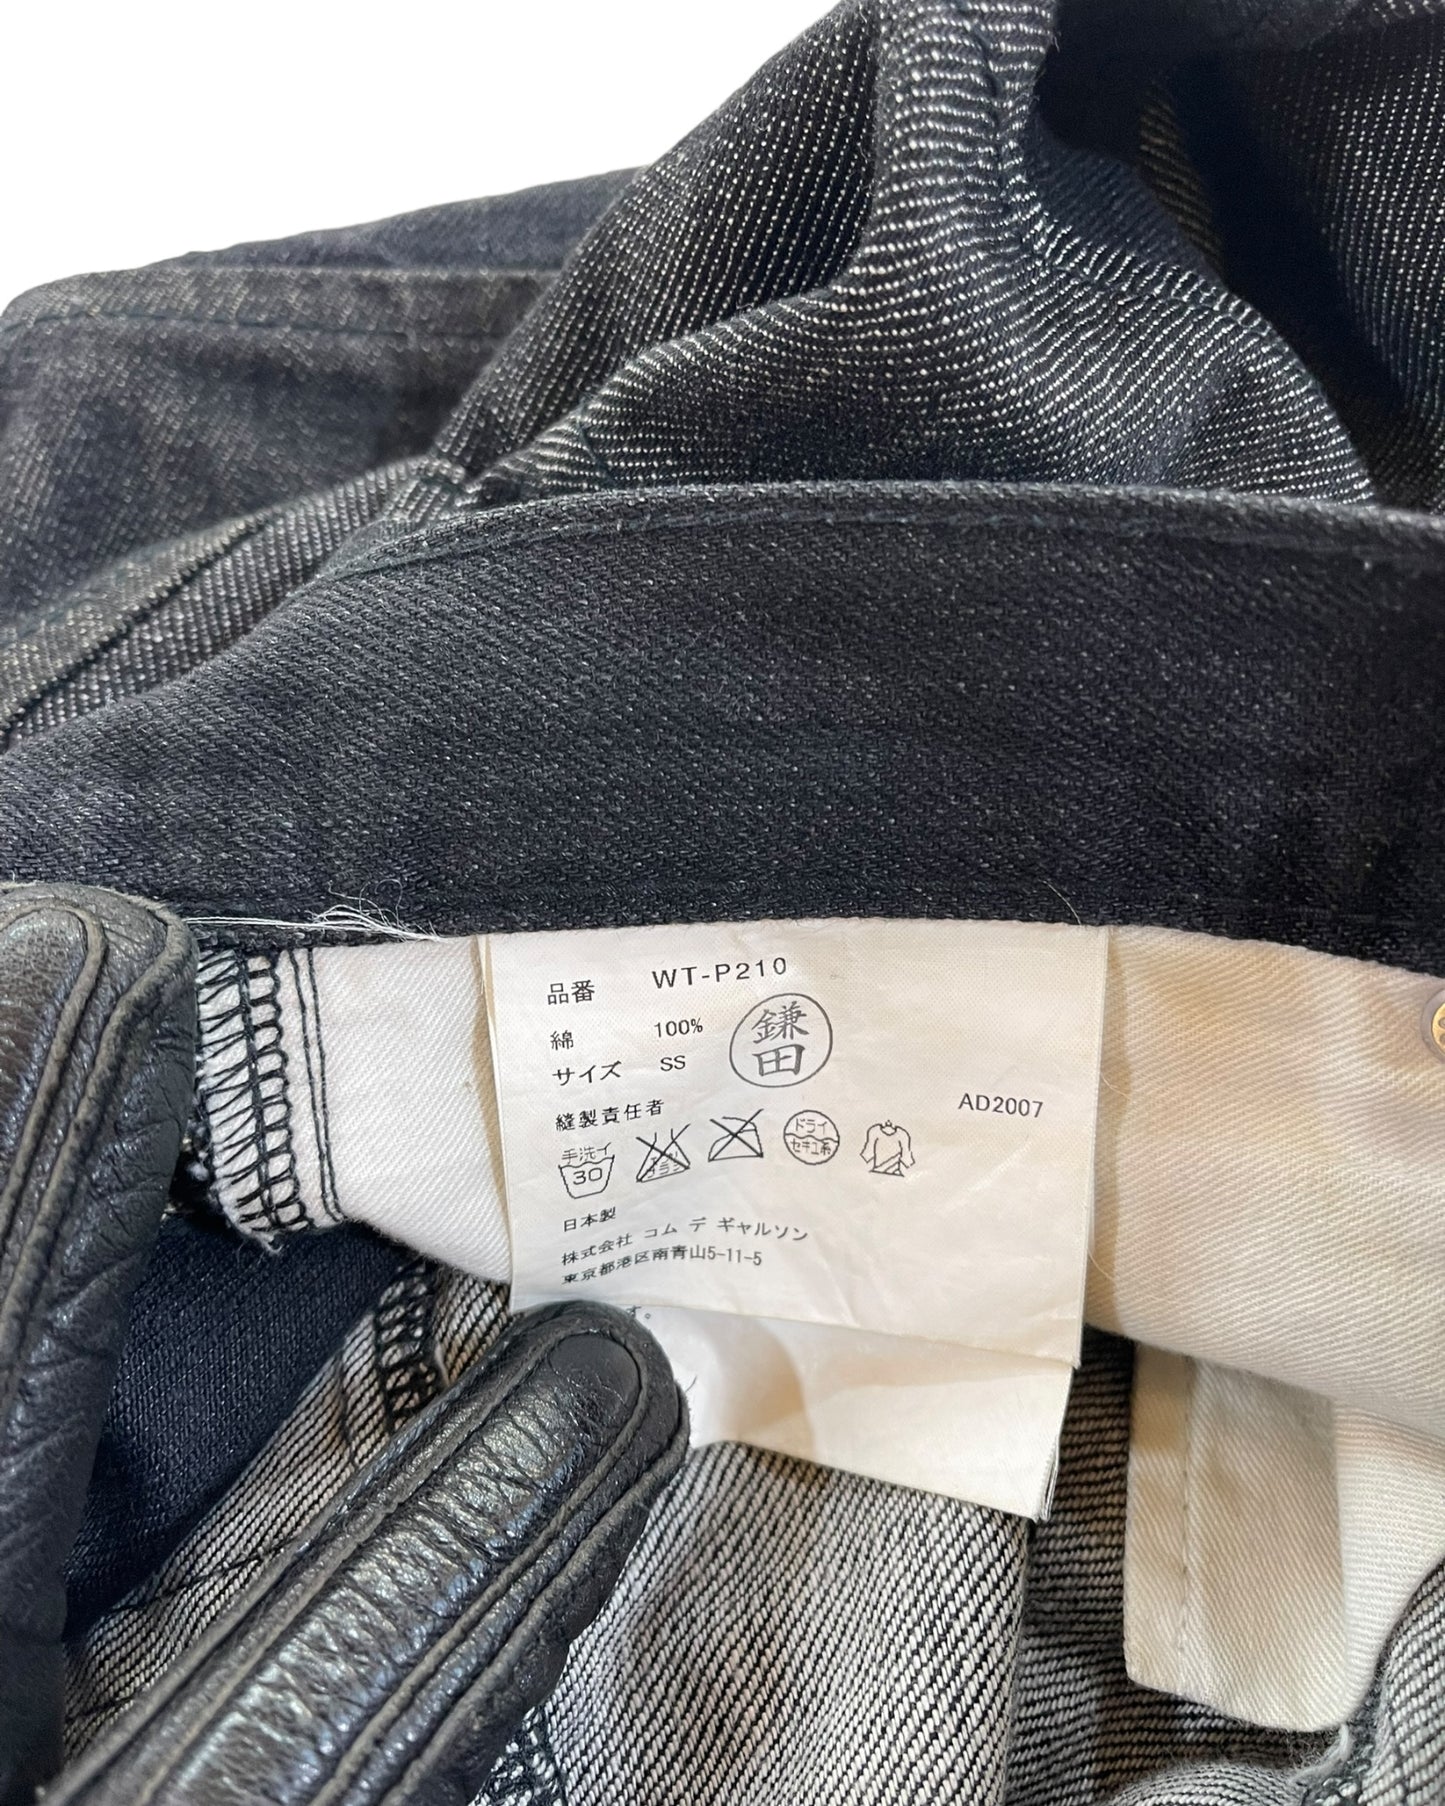 品番 WT-P210
綿 100%
サイズ SS
鎌田
縫製責任者
AD2007
手洗イ
30
ドライ
セキユ系
日本製
株式会社 コム デ ギャルソン
東京都港区南青山5-11-5
す。